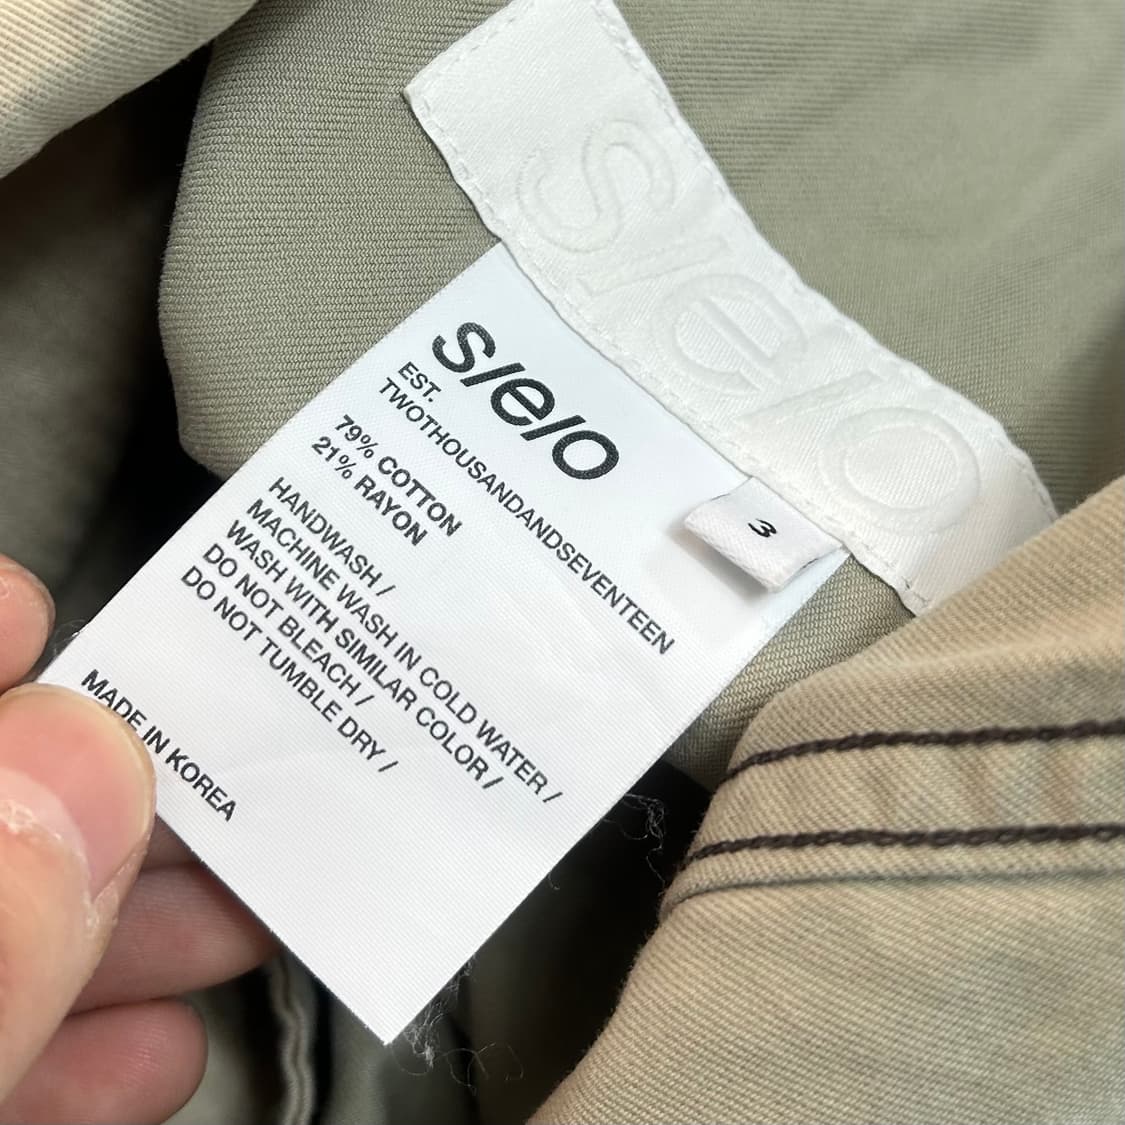 s/e/o
s/e/o
EST.
TWOTHOUSANDANDSEVENTEEN
3
79% COTTON
21% RAYON
HANDWASH /
MACHINE WASH IN COLD WATER /
WASH WITH SIMILAR COLOR /
DO NOT BLEACH /
DO NOT TUMBLE DRY /
MADE IN KOREA